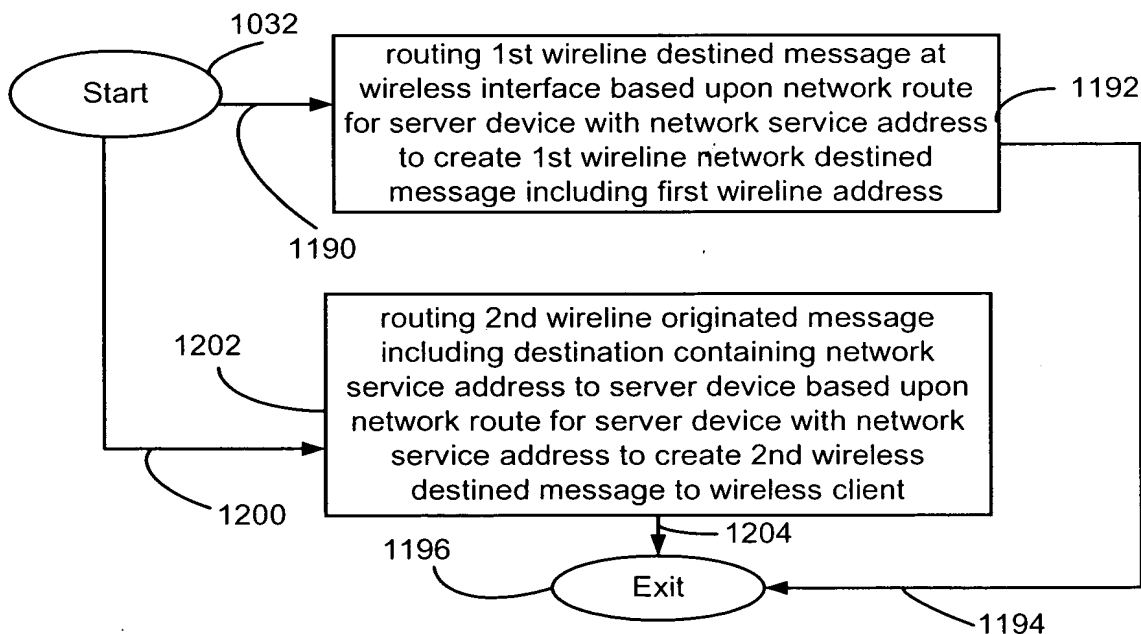 1032
Start
routing 1st wireline destined message at
wireless interface based upon network route
for server device with network service address
to create 1st wireline network destined
message including first wireline address
1192
1190
routing 2nd wireline originated message
including destination containing network
service address to server device based upon
network route for server device with network
service address to create 2nd wireless
destined message to wireless client
1202
1200
1204
1196
Exit
1194